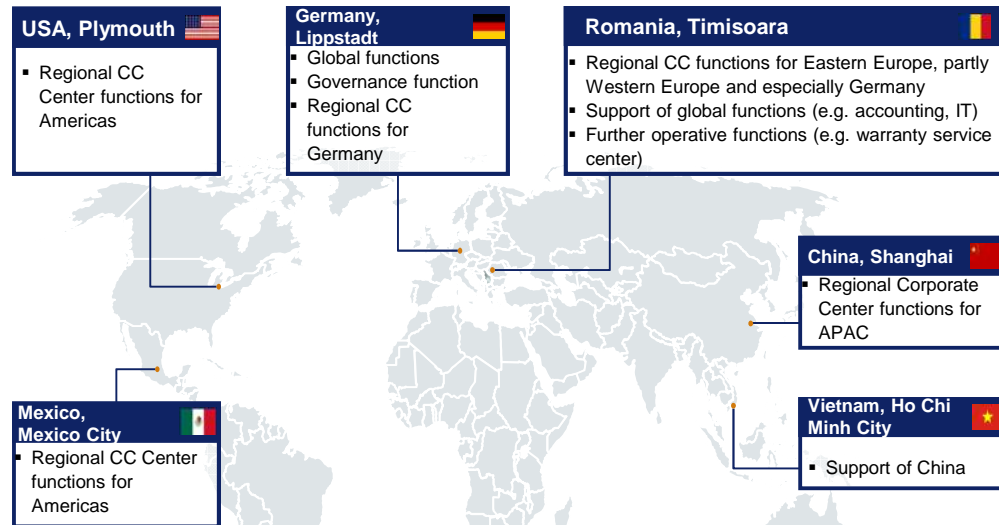 USA, Plymouth
▪ Regional CC
Center functions for
Americas
Germany,
Lippstadt
▪ Global functions
▪ Governance function
▪ Regional CC
functions for
Germany
Romania, Timisoara
▪ Regional CC functions for Eastern Europe, partly
Western Europe and especially Germany
▪ Support of global functions (e.g. accounting, IT)
▪ Further operative functions (e.g. warranty service
center)
China, Shanghai
▪ Regional Corporate
Center functions for
APAC
Mexico,
Mexico City
▪ Regional CC Center
functions for
Americas
Vietnam, Ho Chi
Minh City
▪ Support of China